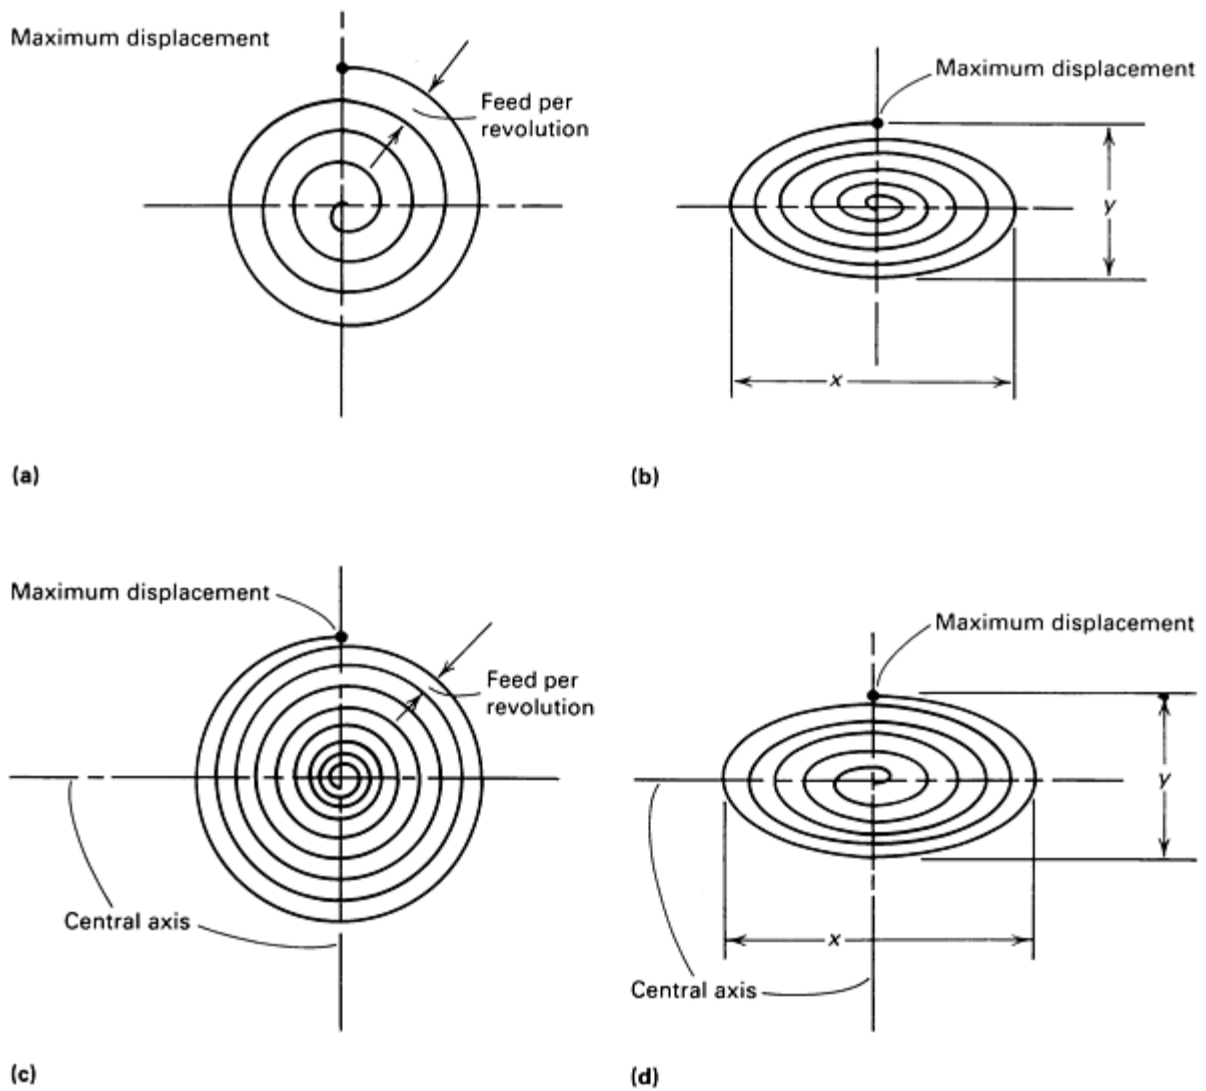 Maximum displacement
Feed per
revolution
(a)
Maximum displacement
y
x
(b)
Maximum displacement
Feed per
revolution
Central axis
(c)
Maximum displacement
y
x
Central axis
(d)